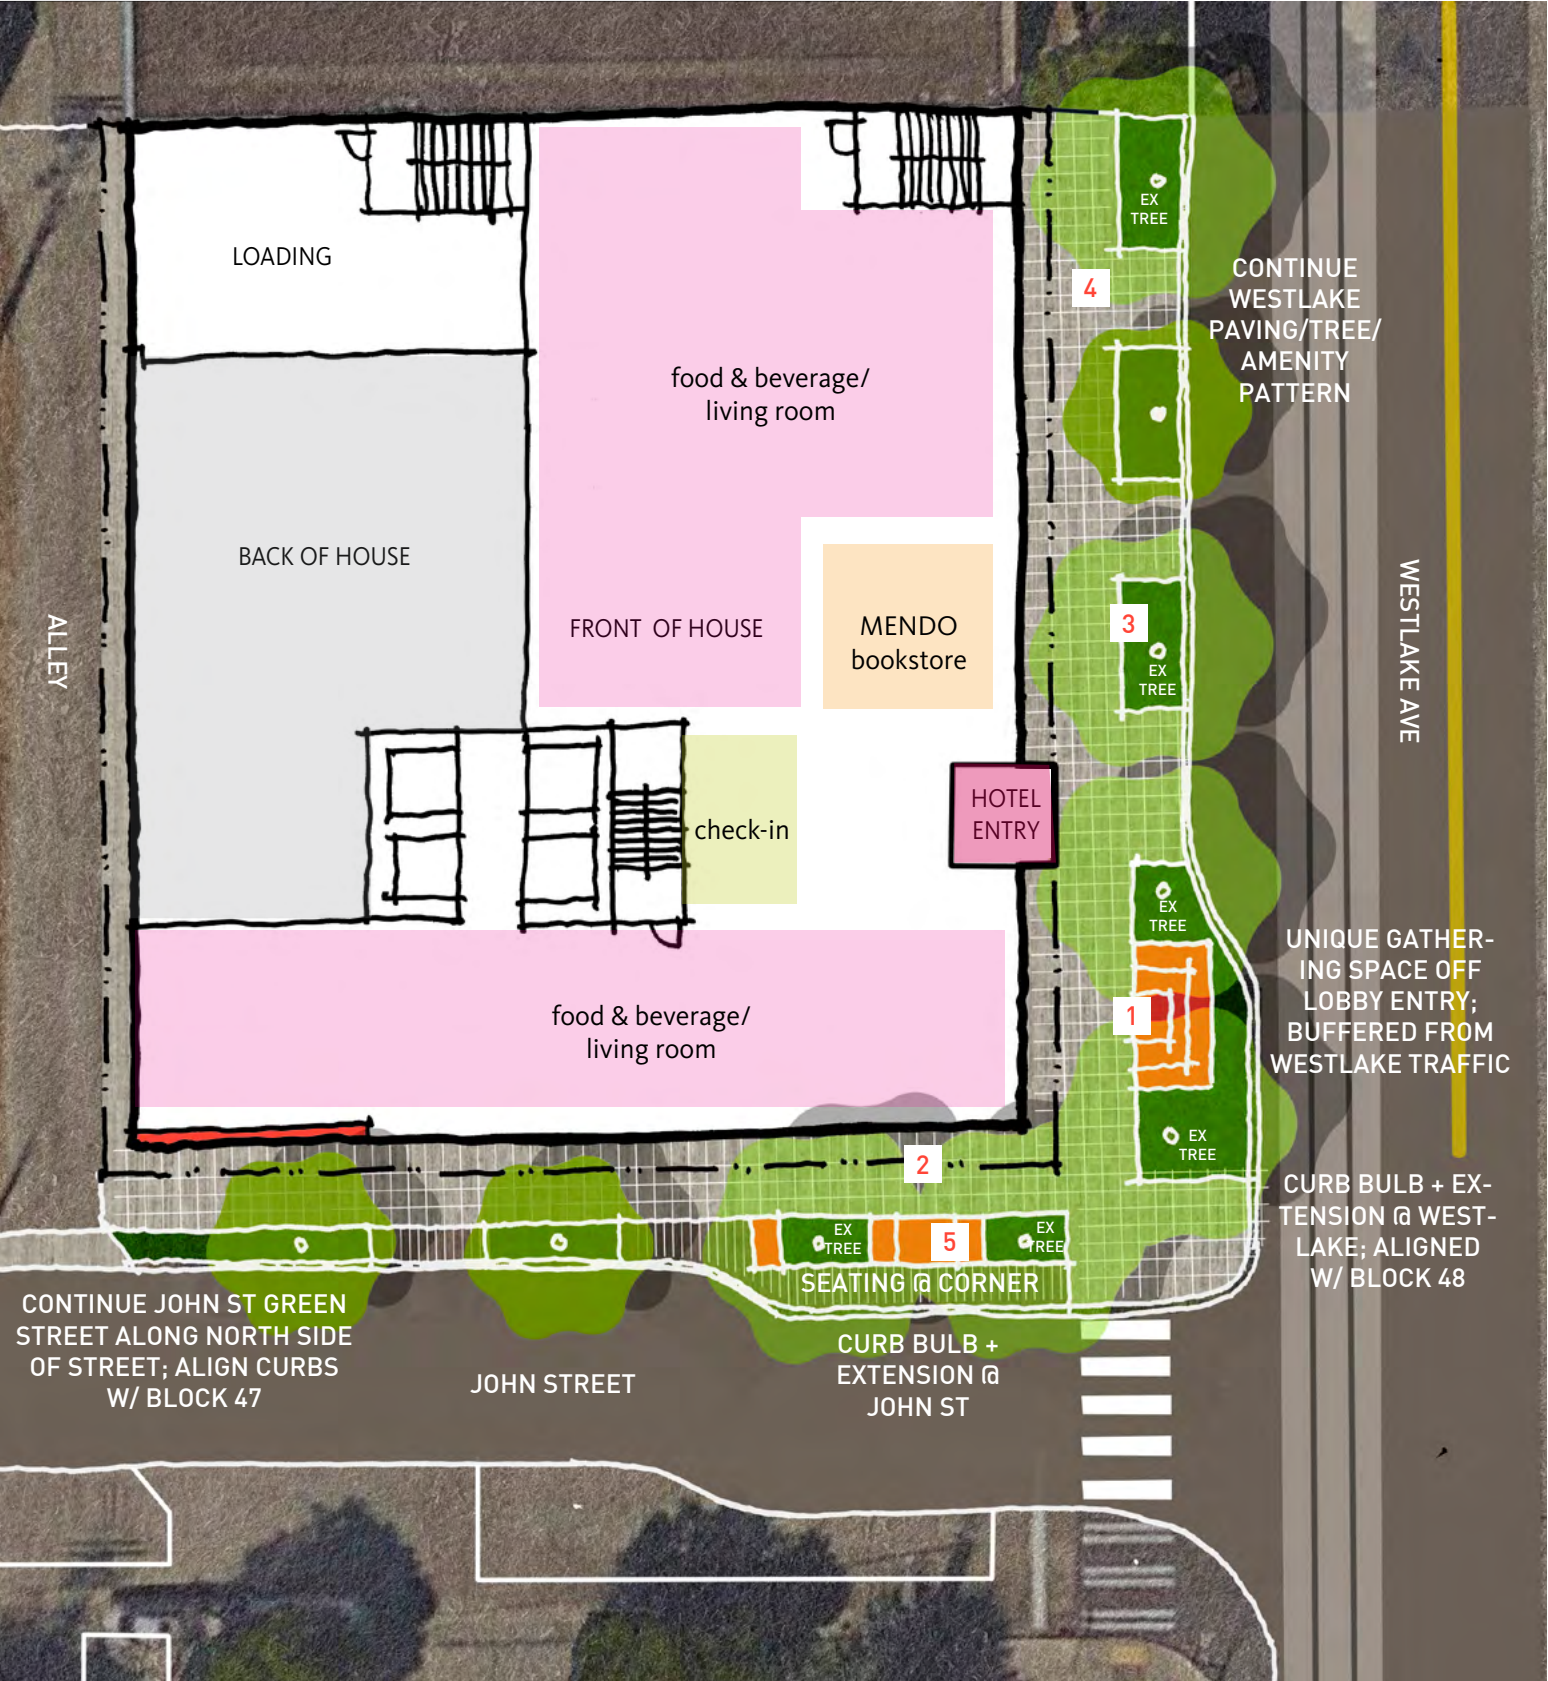 EX
TREE
LOADING
4
CONTINUE
WESTLAKE
PAVING/TREE/
AMENITY
PATTERN
food & beverage/
living room
BACK OF HOUSE
FRONT OF HOUSE
MENDO
bookstore
3
EX
TREE
ALLEY
WESTLAKE AVE
HOTEL
ENTRY
check-in
EX
TREE
UNIQUE GATHER-
ING SPACE OFF
LOBBY ENTRY;
BUFFERED FROM
WESTLAKE TRAFFIC
1
food & beverage/
living room
EX
TREE
2
CURB BULB + EX-
TENSION @ WEST-
LAKE; ALIGNED
W/ BLOCK 48
EX
TREE
5
EX
TREE
SEATING @ CORNER
CONTINUE JOHN ST GREEN
STREET ALONG NORTH SIDE
OF STREET; ALIGN CURBS
W/ BLOCK 47
JOHN STREET
CURB BULB +
EXTENSION @
JOHN ST